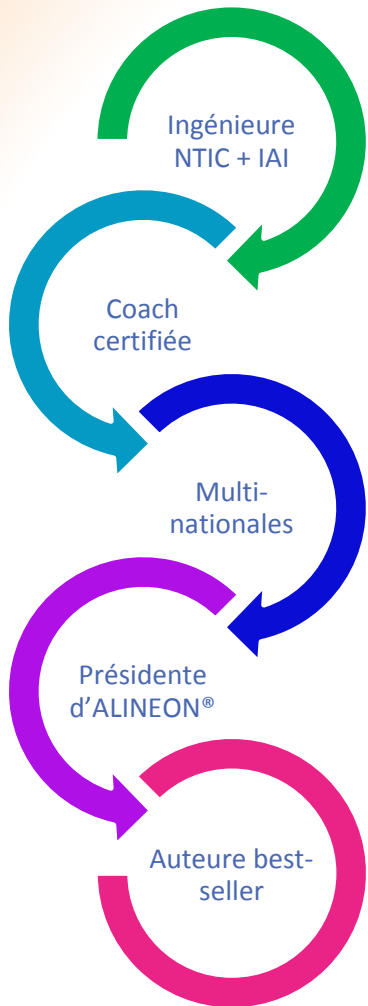 Ingénieure
NTIC + IAI
Coach
certifiée
Multi-
nationales
Présidente
d’ALINEON®
Auteure best-
seller